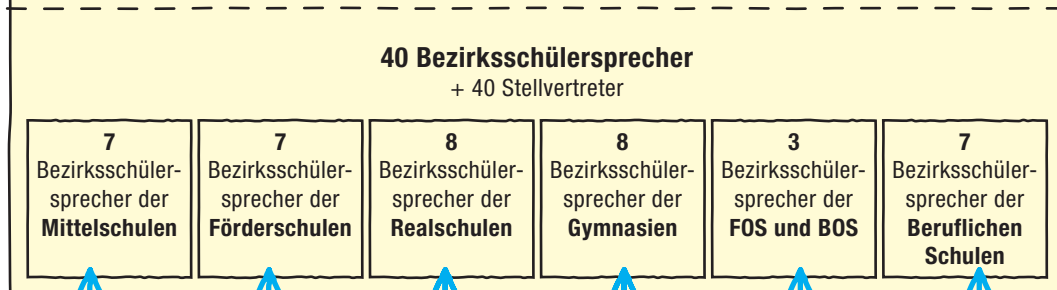 40 Bezirksschülersprecher
+ 40 Stellvertreter
7
Bezirksschüler-
sprecher der
Mittelschulen
7
Bezirksschüler-
sprecher der
Förderschulen
8
Bezirksschüler-
sprecher der
Realschulen
8
Bezirksschüler-
sprecher der
Gymnasien
3
Bezirksschüler-
sprecher der
FOS und BOS
7
Bezirksschüler-
sprecher der
Beruflichen
Schulen